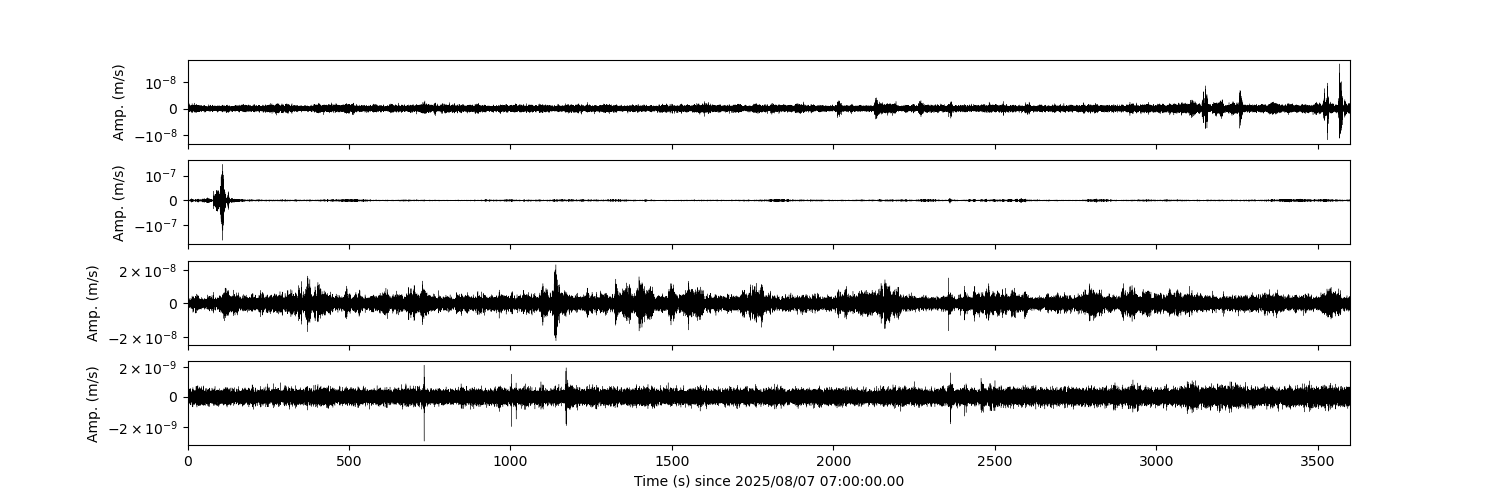 Amp. (m/s)
10⁻⁸
0
−10⁻⁸
Amp. (m/s)
10⁻⁷
0
−10⁻⁷
Amp. (m/s)
2 × 10⁻⁸
0
−2 × 10⁻⁸
Amp. (m/s)
2 × 10⁻⁹
0
−2 × 10⁻⁹
0 500 1000 1500 2000 2500 3000 3500
Time (s) since 2025/08/07 07:00:00.00